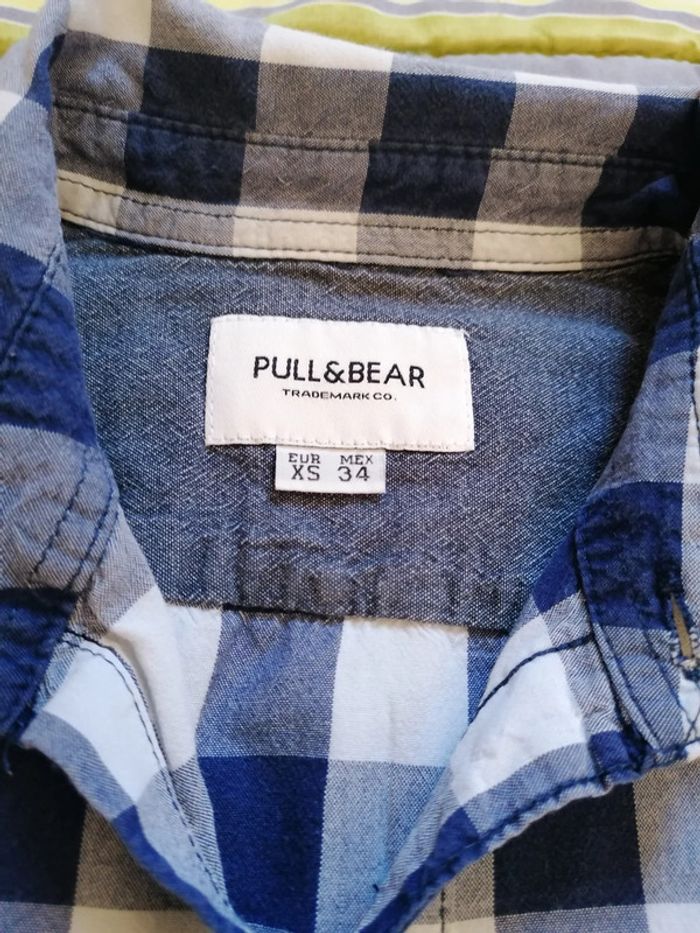 PULL&BEAR
TRADEMARK CO.
EUR MEX
XS 34